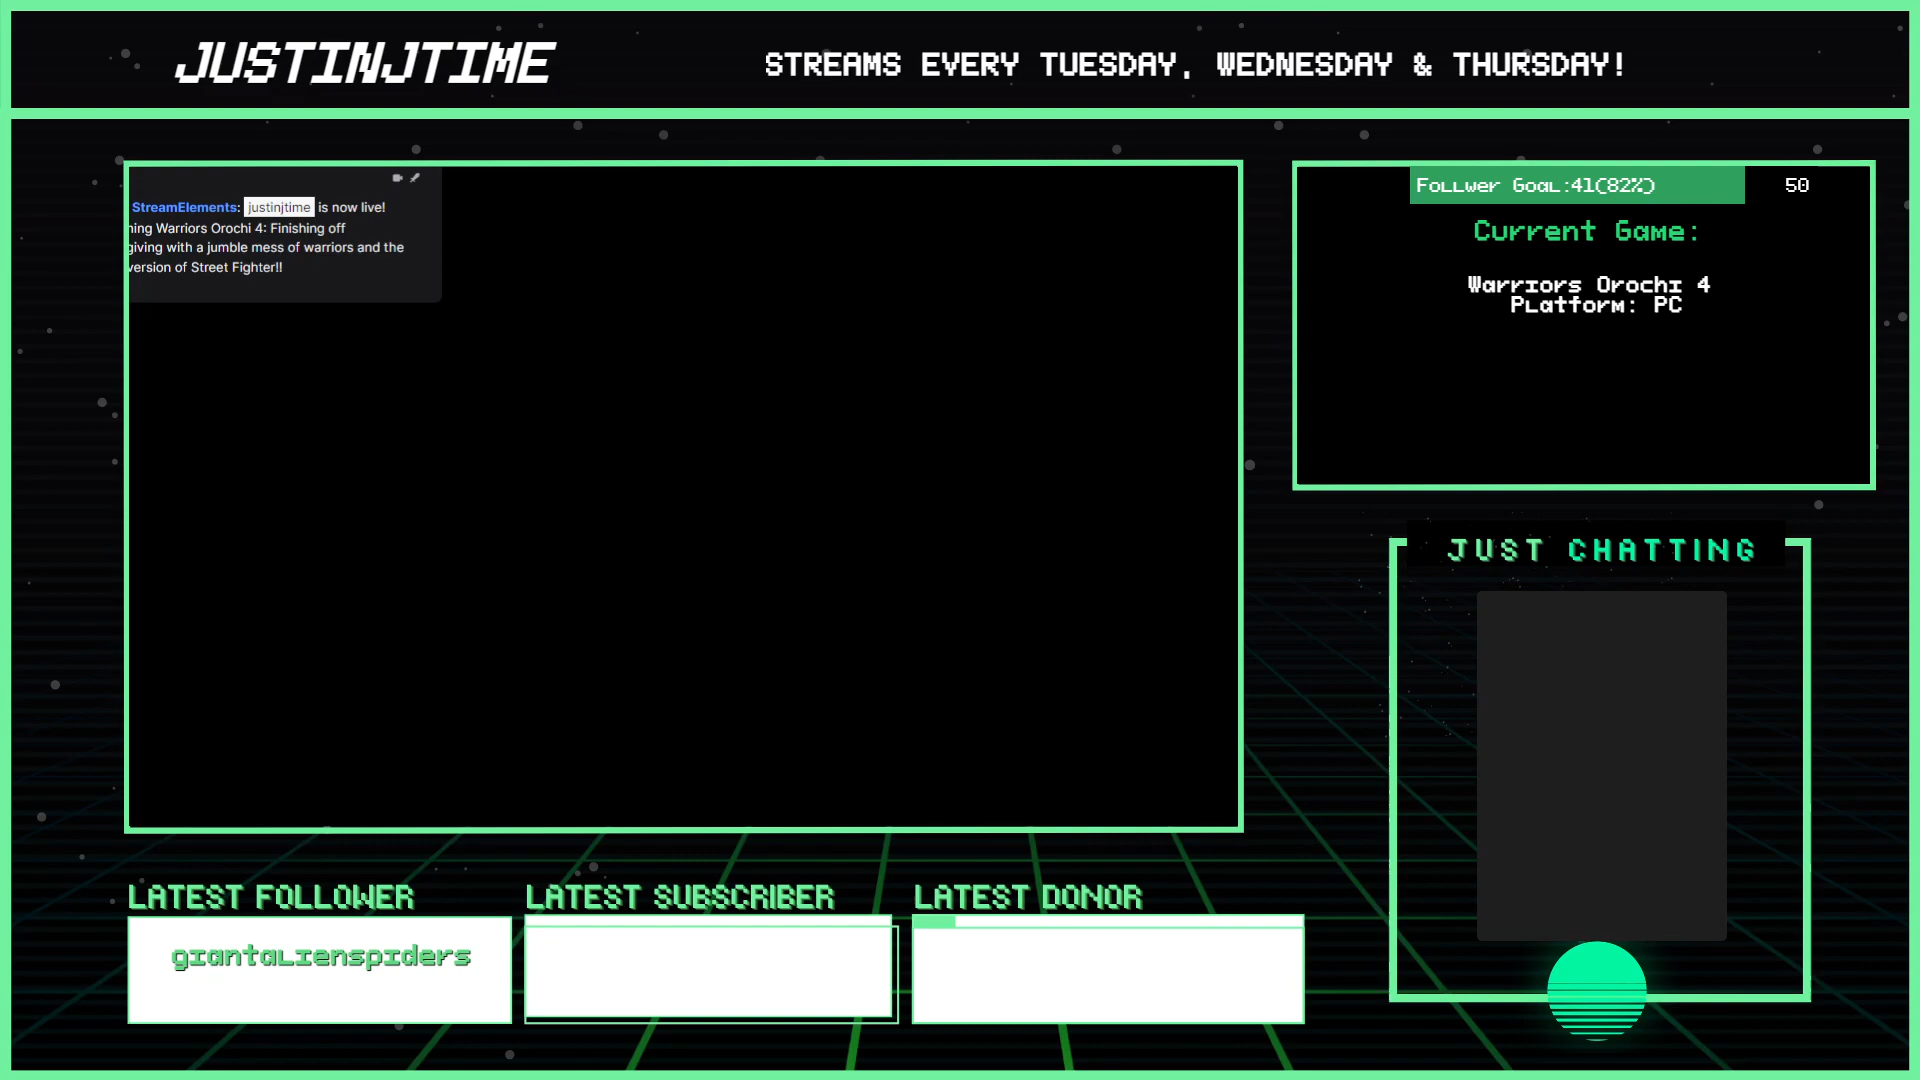 JUSTINJTIME
STREAMS EVERY TUESDAY, WEDNESDAY & THURSDAY!
StreamElements: justinjtime is now live!
ning Warriors Orochi 4: Finishing off
giving with a jumble mess of warriors and the
version of Street Fighter!!
Follwer Goal:41(82%) 50
Current Game:
Warriors Orochi 4
Platform: PC
JUST CHATTING
LATEST FOLLOWER
giantalienspiders
LATEST SUBSCRIBER
LATEST DONOR